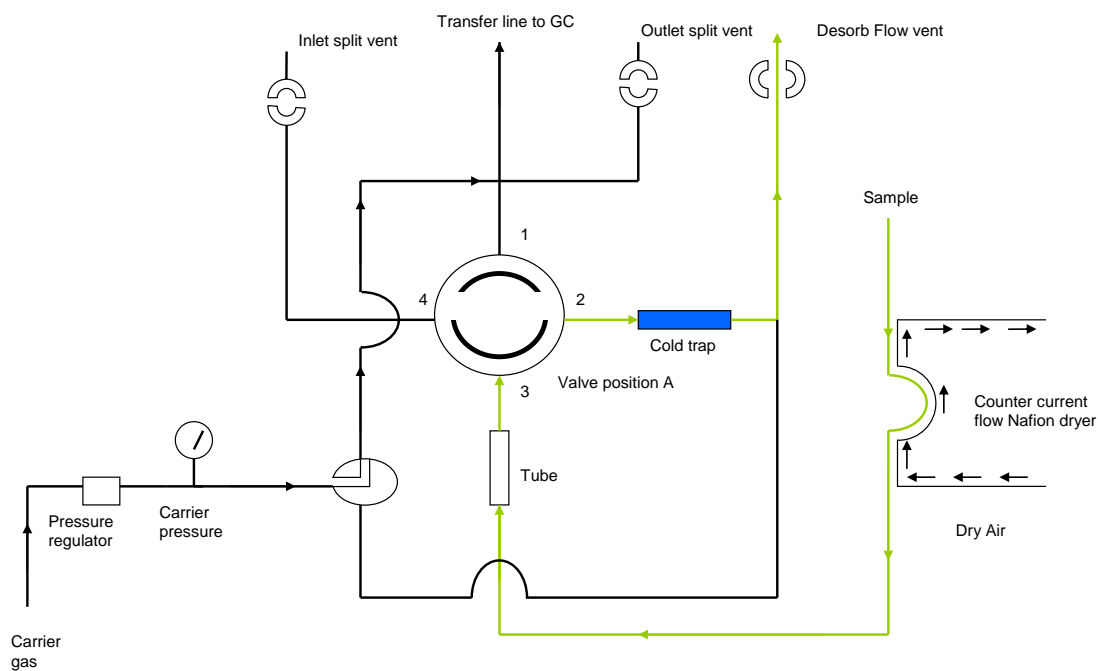 Transfer line to GC
Inlet split vent
Outlet split vent
Desorb Flow vent
Sample
1
4
2
Cold trap
Valve position A
3
Counter current
flow Nafion dryer
Tube
Pressure
regulator
Carrier
pressure
Dry Air
Carrier
gas